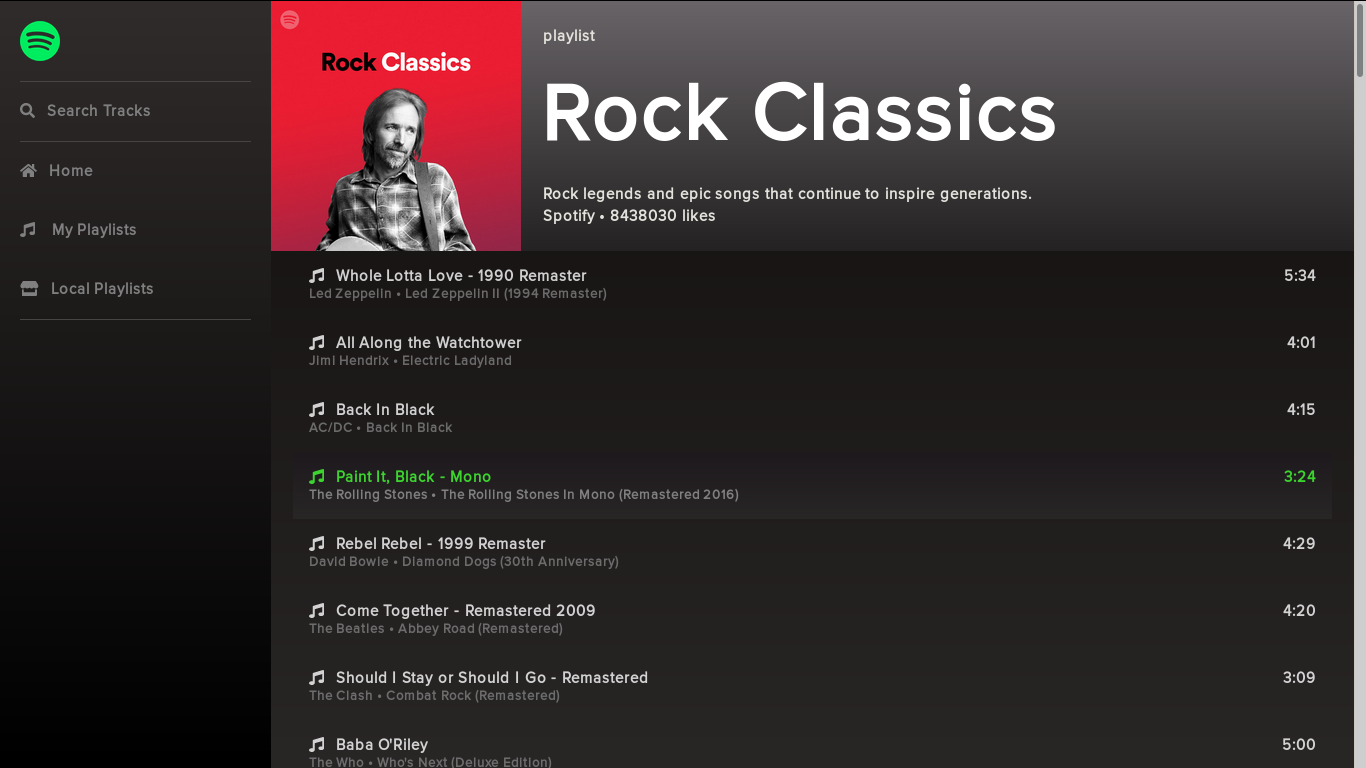 Search Tracks
Home
My Playlists
Local Playlists
Rock Classics
playlist
Rock Classics
Rock legends and epic songs that continue to inspire generations.
Spotify • 8438030 likes
Whole Lotta Love - 1990 Remaster 5:34
Led Zeppelin • Led Zeppelin II (1994 Remaster)
All Along the Watchtower 4:01
Jimi Hendrix • Electric Ladyland
Back In Black 4:15
AC/DC • Back In Black
Paint It, Black - Mono 3:24
The Rolling Stones • The Rolling Stones In Mono (Remastered 2016)
Rebel Rebel - 1999 Remaster 4:29
David Bowie • Diamond Dogs (30th Anniversary)
Come Together - Remastered 2009 4:20
The Beatles • Abbey Road (Remastered)
Should I Stay or Should I Go - Remastered 3:09
The Clash • Combat Rock (Remastered)
Baba O'Riley 5:00
The Who • Who's Next (Deluxe Edition)